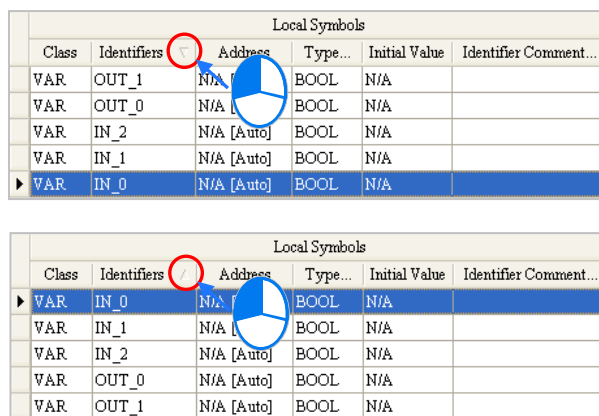 Local Symbols
Class Identifiers Address Type... Initial Value Identifier Comment...
VAR OUT_1 N/A [ BOOL N/A
VAR OUT_0 N/A [ BOOL N/A
VAR IN_2 N/A [Auto] BOOL N/A
VAR IN_1 N/A [Auto] BOOL N/A
VAR IN_0 N/A [Auto] BOOL N/A
Local Symbols
Class Identifiers Address Type... Initial Value Identifier Comment...
VAR IN_0 N/A [ BOOL N/A
VAR IN_1 N/A [ BOOL N/A
VAR IN_2 N/A [Auto] BOOL N/A
VAR OUT_0 N/A [Auto] BOOL N/A
VAR OUT_1 N/A [Auto] BOOL N/A